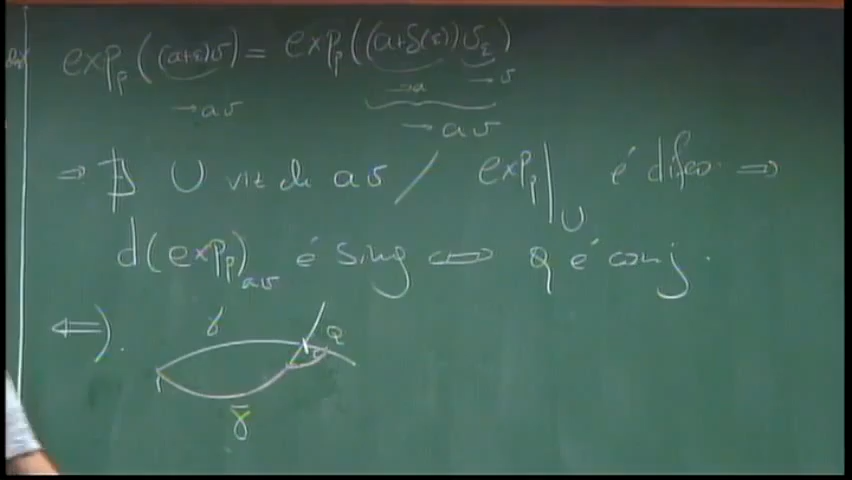 exp_p((a+ε)v) = exp_p((a+δ(ε))v_ε)
→a →v
→av
→av
⇒ ∄ U viz de av / exp_p|_U é difeo ⇒
d(exp_p)_av é sing ⇔ Q é conj.
⇐).
γ
Q
γ̄